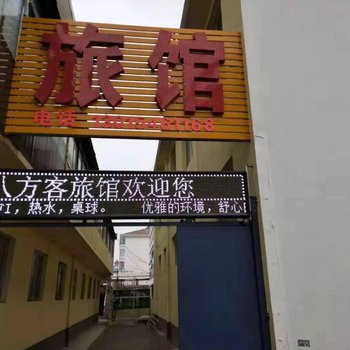 旅馆
电话
八方客旅馆欢迎您
，热水，桌球。 优雅的环境，舒心